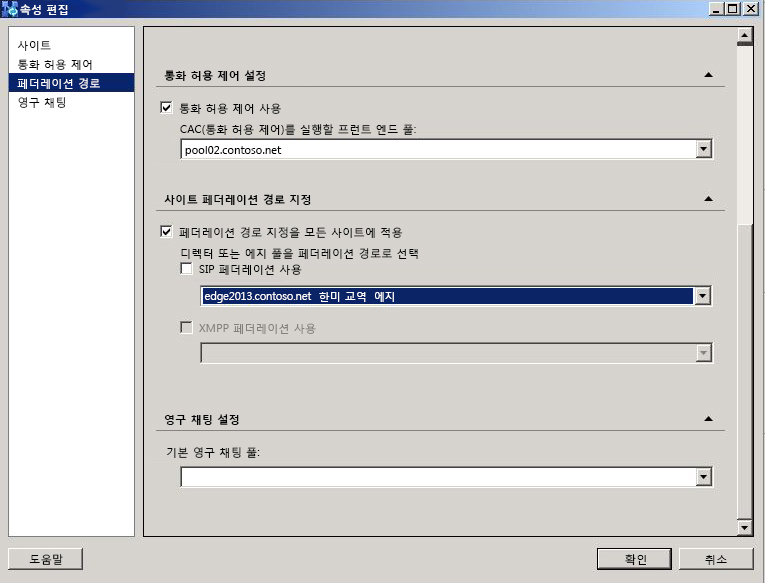 속성 편집
사이트
통화 허용 제어
페더레이션 경로
영구 채팅
통화 허용 제어 설정
통화 허용 제어 사용
CAC(통화 허용 제어)를 실행할 프런트 엔드 풀:
pool02.contoso.net
사이트 페더레이션 경로 지정
페더레이션 경로 지정을 모든 사이트에 적용
디렉터 또는 에지 풀을 페더레이션 경로로 선택
SIP 페더레이션 사용
edge2013.contoso.net 한미 교역 에지
XMPP 페더레이션 사용
영구 채팅 설정
기본 영구 채팅 풀:
도움말
확인
취소